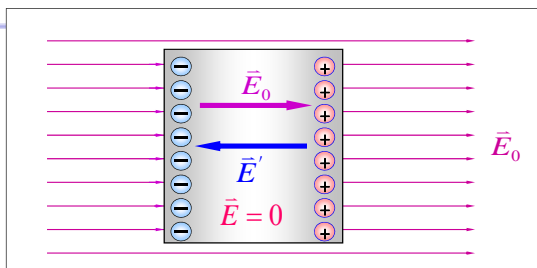 E⃗₀
E⃗′
E⃗ = 0
E⃗₀